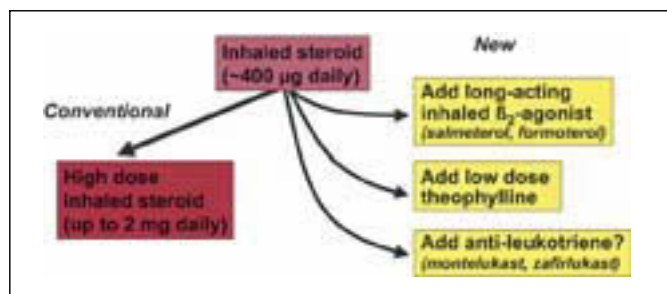 Inhaled steroid
(~400 µg daily)
New
Conventional
Add long-acting
inhaled ß₂-agonist
(salmeterol, formoterol)
High dose
inhaled steroid
(up to 2 mg daily)
Add low dose
theophylline
Add anti-leukotriene?
(montelukast, zafirlukast)